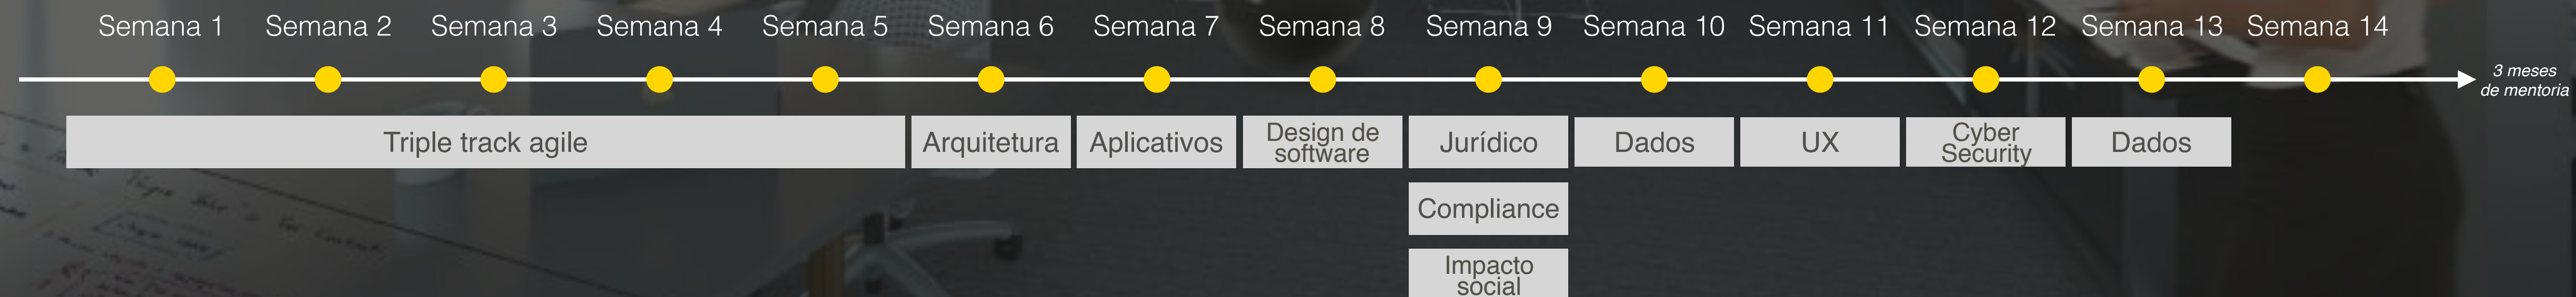 Semana 1 Semana 2 Semana 3 Semana 4 Semana 5 Semana 6 Semana 7 Semana 8 Semana 9 Semana 10 Semana 11 Semana 12 Semana 13 Semana 14
3 meses
de mentoria
Triple track agile
Arquitetura
Aplicativos
Design de
software
Jurídico
Dados
UX
Cyber
Security
Dados
Compliance
Impacto
social